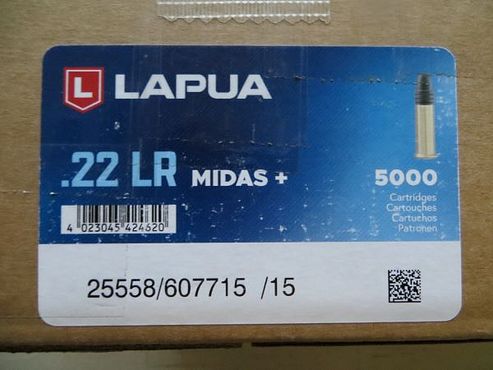 L LAPUA
.22 LR MIDAS +
5000
Cartridges
Cartouches
Cartuchos
Patronen
4 023045 424620
25558/607715 /15